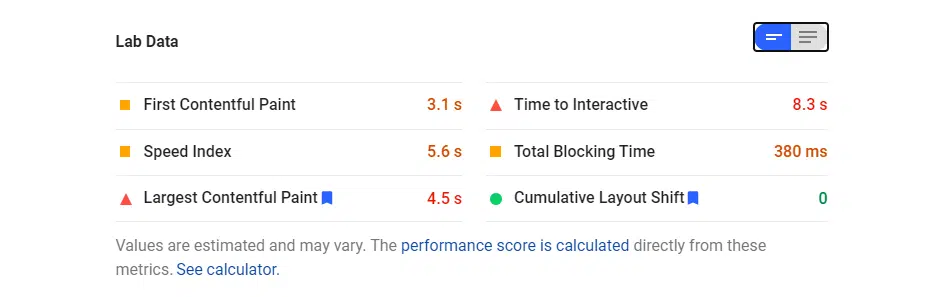 Lab Data
First Contentful Paint 3.1 s
Time to Interactive 8.3 s
Speed Index 5.6 s
Total Blocking Time 380 ms
Largest Contentful Paint 4.5 s
Cumulative Layout Shift 0
Values are estimated and may vary. The performance score is calculated directly from these
metrics. See calculator.